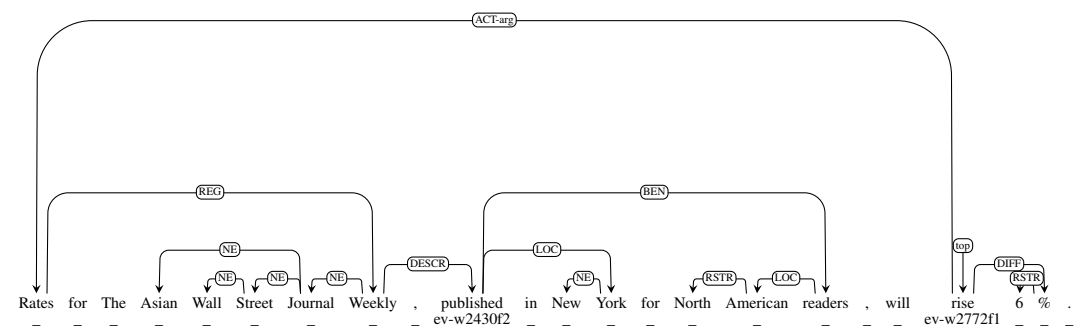 ACT-arg
REG BEN
NE LOC top
DESCR DIFF
NE NE NE NE RSTR LOC RSTR
Rates for The Asian Wall Street Journal Weekly , published in New York for North American readers , will rise 6 % .
_ _ _ _ _ _ _ _ _ ev-w2430f2 _ _ _ _ _ _ _ _ _ ev-w2772f1 _ _ _